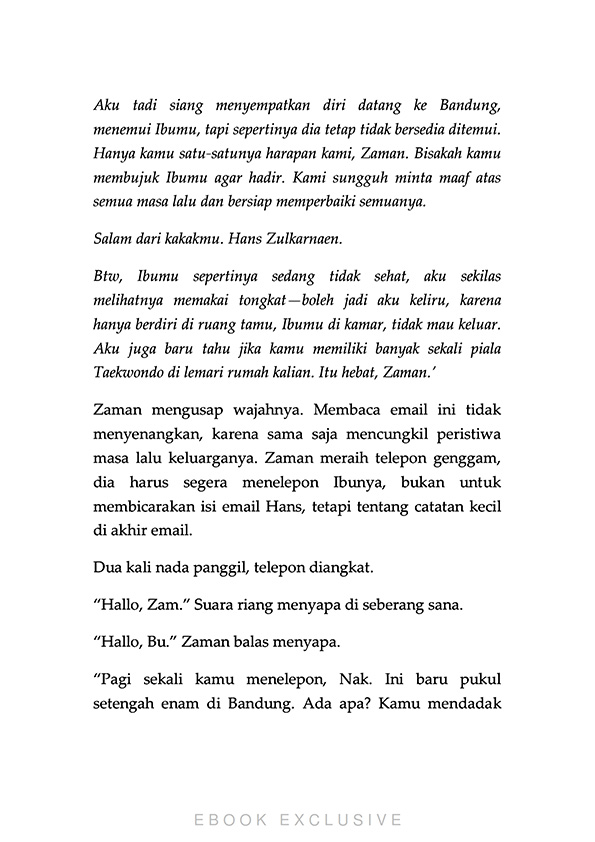 Aku tadi siang menyempatkan diri datang ke Bandung,
menemui Ibumu, tapi sepertinya dia tetap tidak bersedia ditemui.
Hanya kamu satu-satunya harapan kami, Zaman. Bisakah kamu
membujuk Ibumu agar hadir. Kami sungguh minta maaf atas
semua masa lalu dan bersiap memperbaiki semuanya.
Salam dari kakakmu. Hans Zulkarnaen.
Btw, Ibumu sepertinya sedang tidak sehat, aku sekilas
melihatnya memakai tongkat—boleh jadi aku keliru, karena
hanya berdiri di ruang tamu, Ibumu di kamar, tidak mau keluar.
Aku juga baru tahu jika kamu memiliki banyak sekali piala
Taekwondo di lemari rumah kalian. Itu hebat, Zaman.’
Zaman mengusap wajahnya. Membaca email ini tidak
menyenangkan, karena sama saja mencungkil peristiwa
masa lalu keluarganya. Zaman meraih telepon genggam,
dia harus segera menelepon Ibunya, bukan untuk
membicarakan isi email Hans, tetapi tentang catatan kecil
di akhir email.
Dua kali nada panggil, telepon diangkat.
“Hallo, Zam.” Suara riang menyapa di seberang sana.
“Hallo, Bu.” Zaman balas menyapa.
“Pagi sekali kamu menelepon, Nak. Ini baru pukul
setengah enam di Bandung. Ada apa? Kamu mendadak
EBOOK EXCLUSIVE